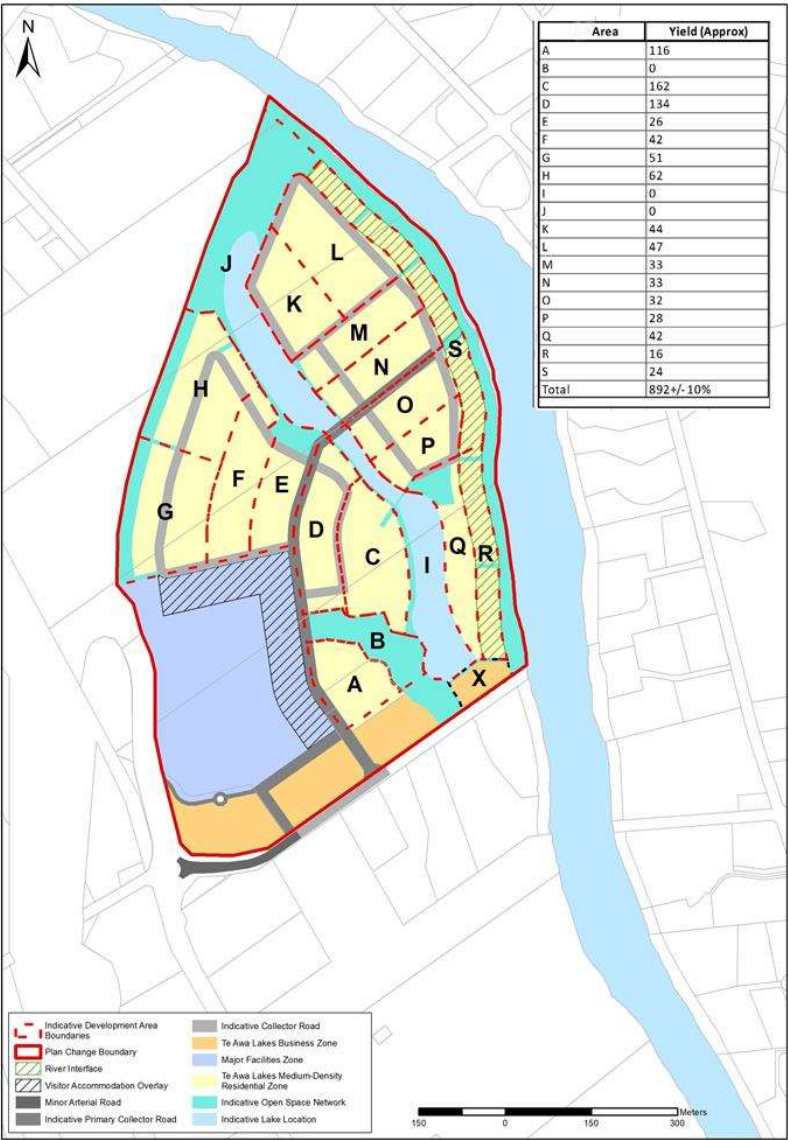 N
Area Yield (Approx)
A 116
B 0
C 162
D 134
E 26
F 42
G 51
H 62
I 0
J 0
K 44
L 47
M 33
N 33
O 32
P 28
Q 42
R 16
S 24
Total 892+/-10%
L
J
K
M
S
N
H
O
P
F
E
G
D
Q
R
C
I
B
X
A
Indicative Development Area
Boundaries
Plan Change Boundary
River Interface
Visitor Accommodation Overlay
Minor Arterial Road
Indicative Primary Collector Road
Indicative Collector Road
Te Awa Lakes Business Zone
Major Facilities Zone
Te Awa Lakes Medium-Density
Residential Zone
Indicative Open Space Network
Indicative Lake Location
Meters
150 0 150 300